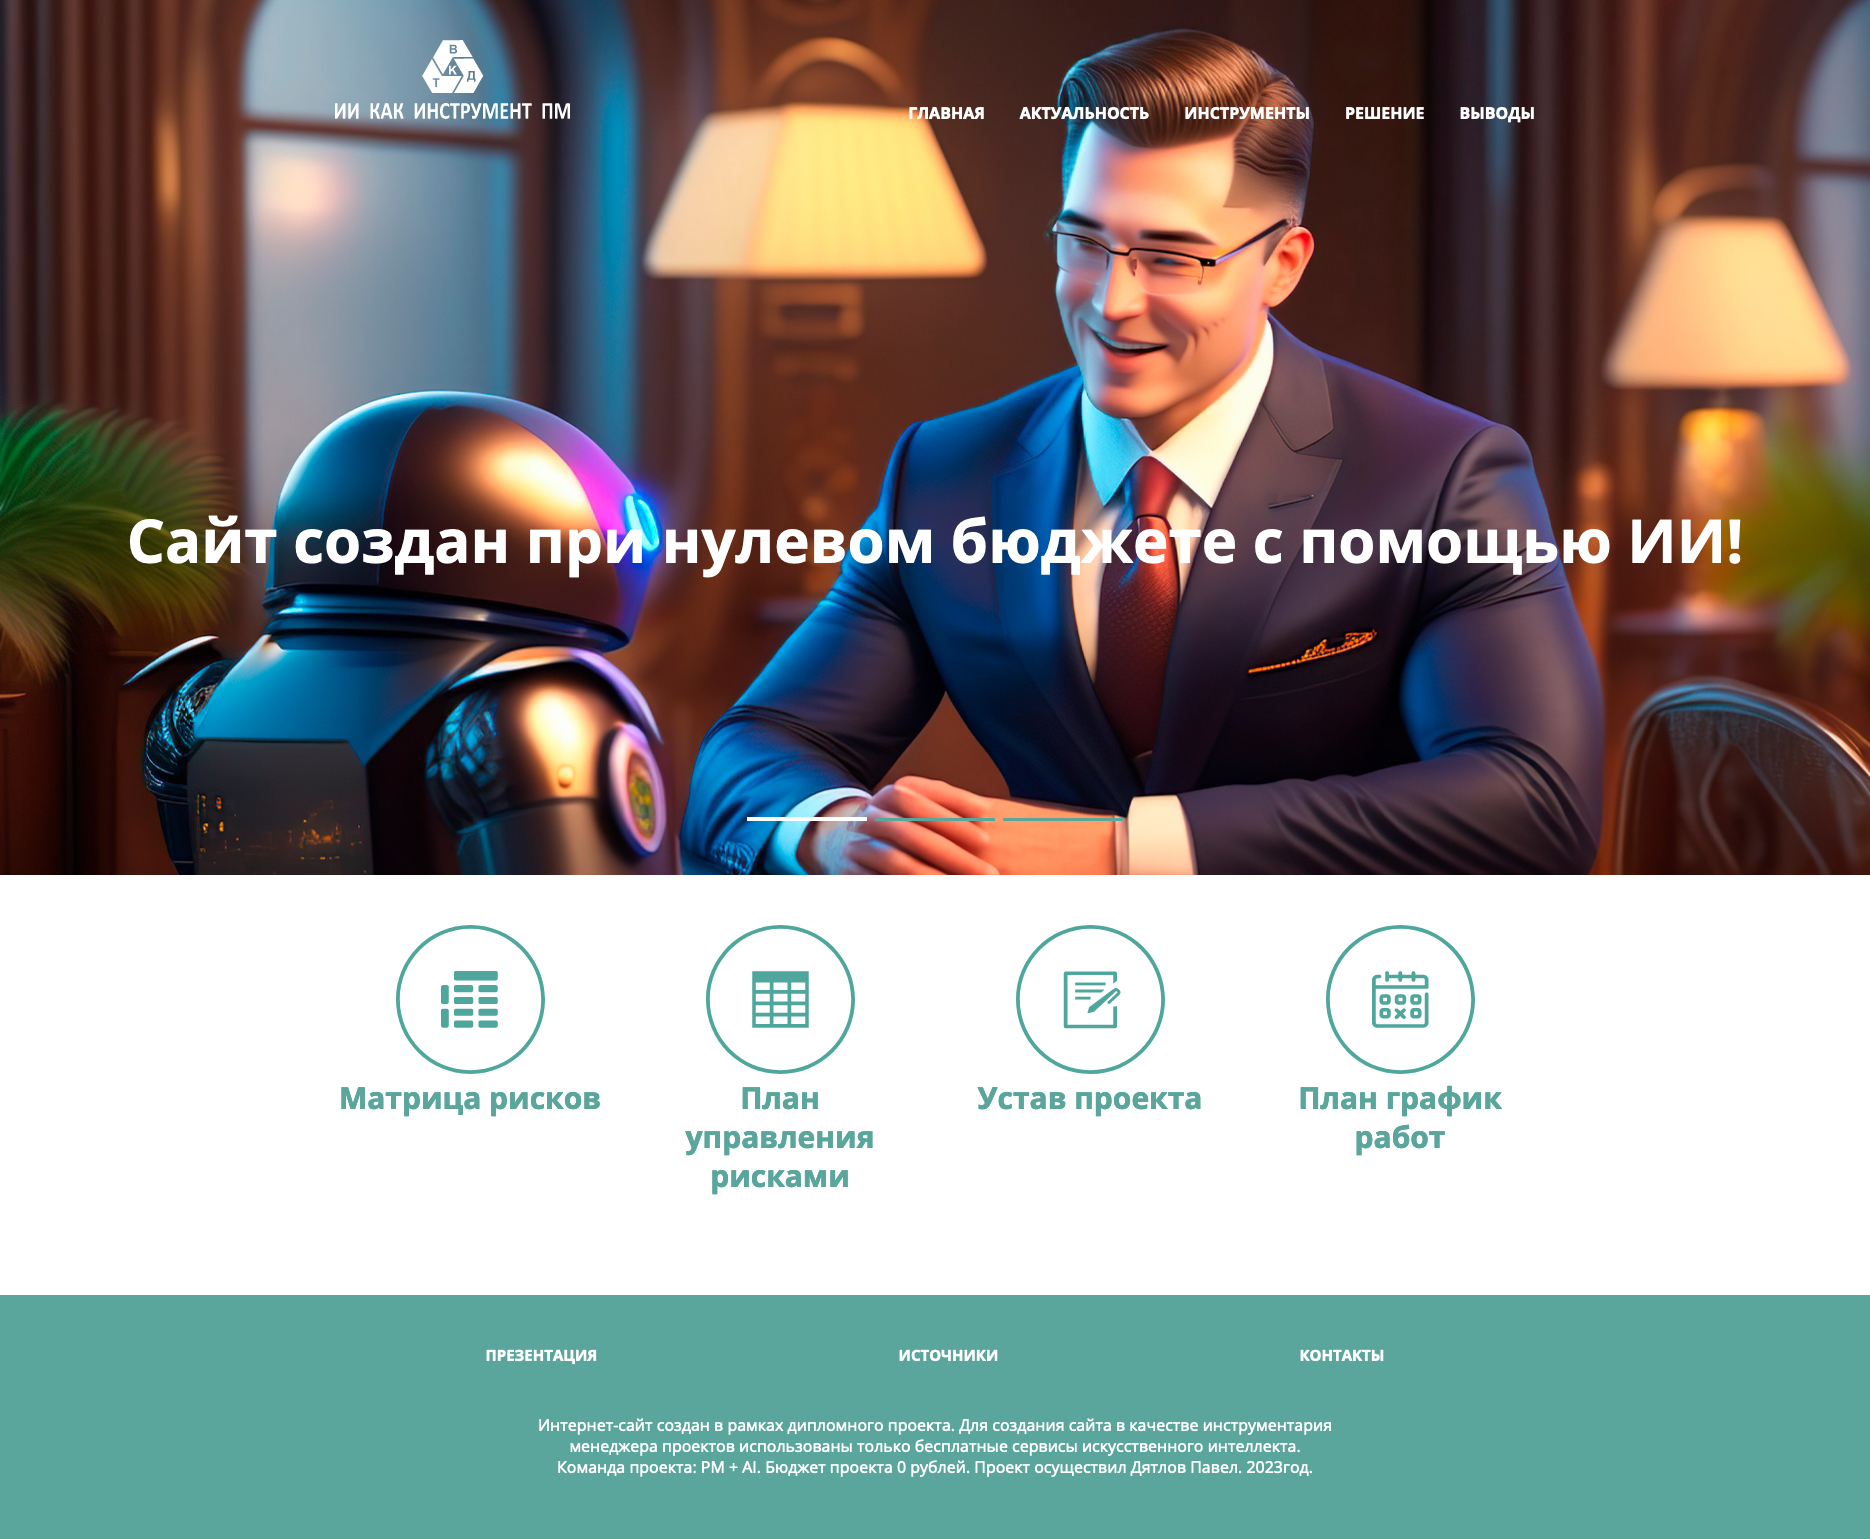 В
К
Т
Д
ИИ КАК ИНСТРУМЕНТ ПМ
ГЛАВНАЯ
АКТУАЛЬНОСТЬ
ИНСТРУМЕНТЫ
РЕШЕНИЕ
ВЫВОДЫ
Сайт создан при нулевом бюджете с помощью ИИ!
Матрица рисков
План
управления
рисками
Устав проекта
План график
работ
ПРЕЗЕНТАЦИЯ
ИСТОЧНИКИ
КОНТАКТЫ
Интернет-сайт создан в рамках дипломного проекта. Для создания сайта в качестве инструментария
менеджера проектов использованы только бесплатные сервисы искусственного интеллекта.
Команда проекта: PM + AI. Бюджет проекта 0 рублей. Проект осуществил Дятлов Павел. 2023год.